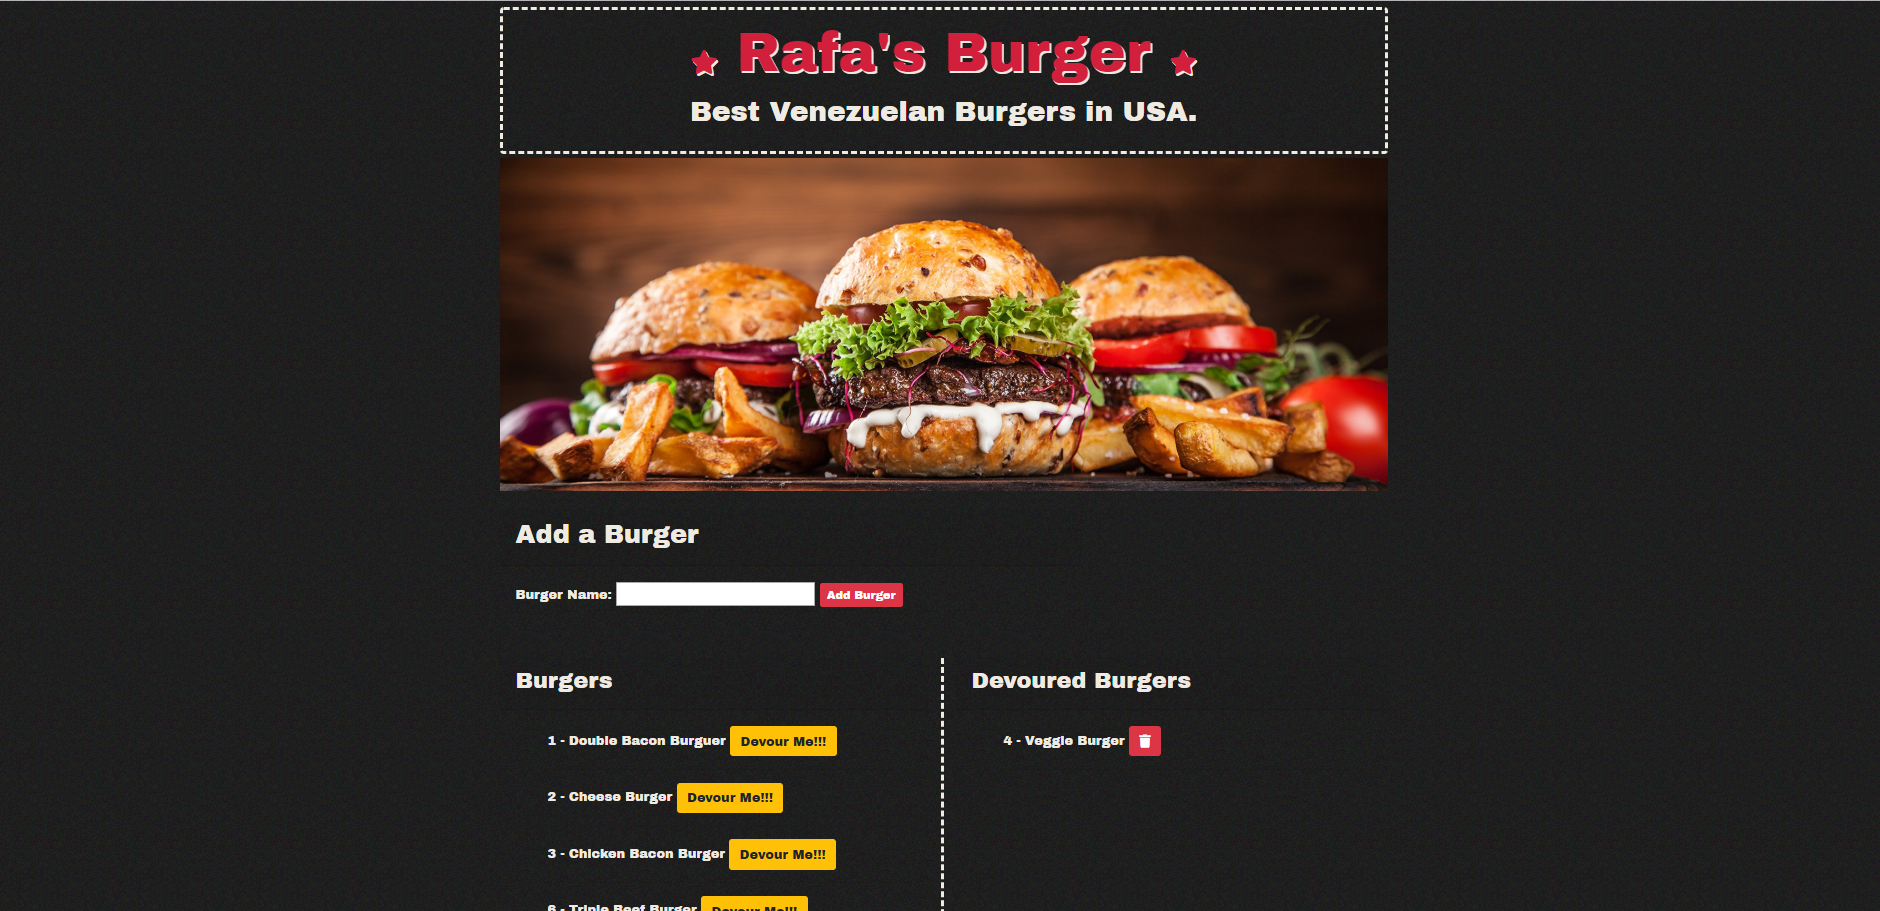 Rafa's Burger
Best Venezuelan Burgers in USA.
Add a Burger
Burger Name:
Add Burger
Burgers
1 - Double Bacon Burguer
Devour Me!!!
2 - Cheese Burger
Devour Me!!!
3 - Chicken Bacon Burger
Devour Me!!!
6 - Triple Beef Burger
Devour Me!!!
Devoured Burgers
4 - Veggie Burger